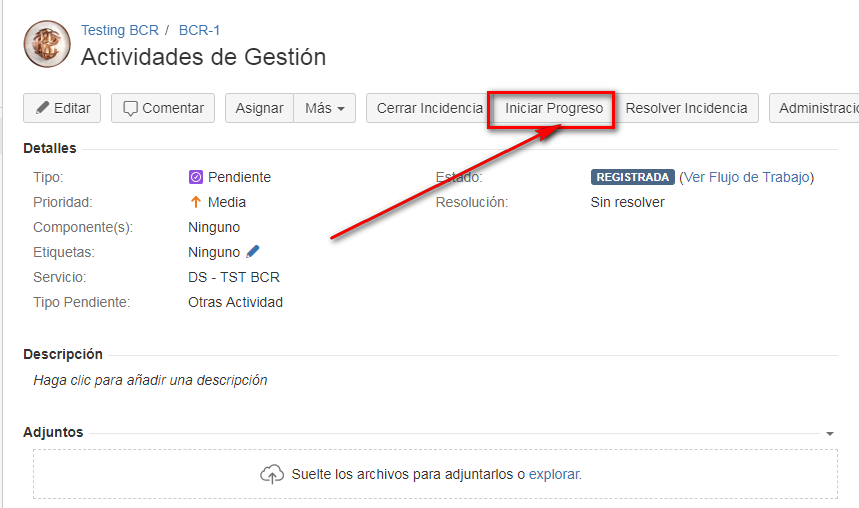 Testing BCR / BCR-1
Actividades de Gestión
Editar Comentar Asignar Más Cerrar Incidencia Iniciar Progreso Resolver Incidencia Administració
Detalles
Tipo: Pendiente Estado: REGISTRADA (Ver Flujo de Trabajo)
Prioridad: Media Resolución: Sin resolver
Componente(s): Ninguno
Etiquetas: Ninguno
Servicio: DS - TST BCR
Tipo Pendiente: Otras Actividad
Descripción
Haga clic para añadir una descripción
Adjuntos
Suelte los archivos para adjuntarlos o explorar.